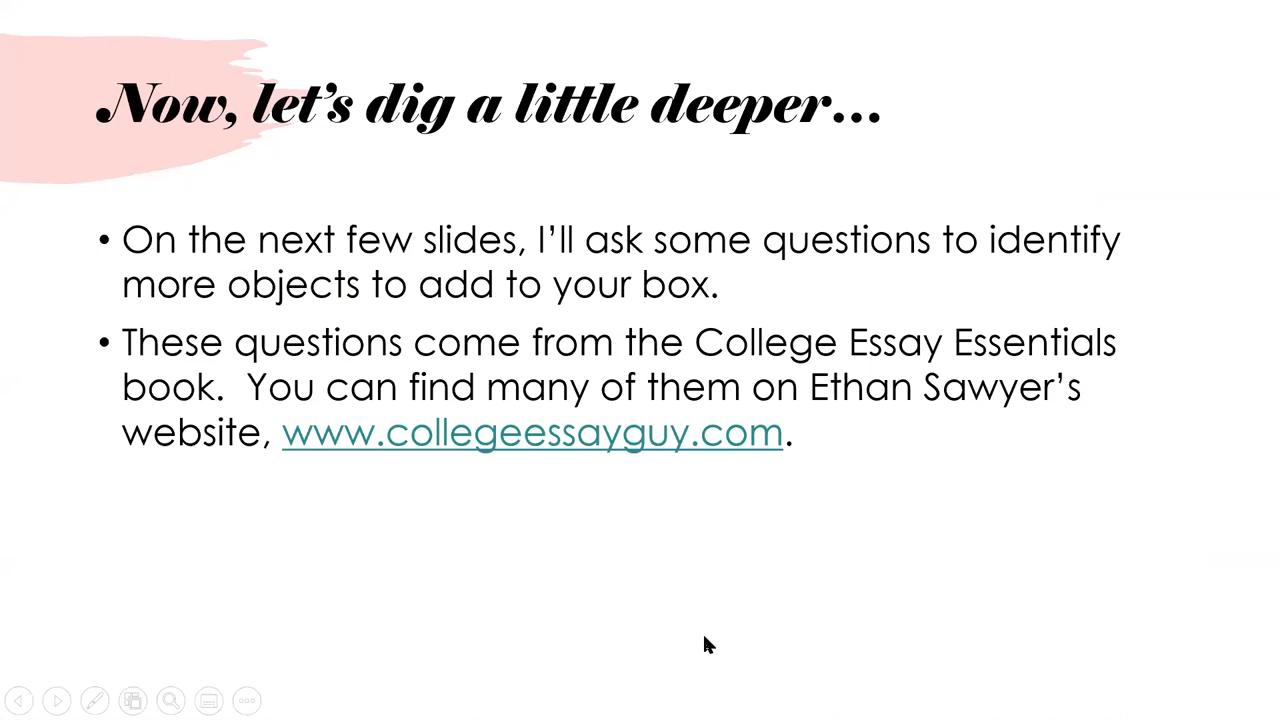 Now, let’s dig a little deeper…
• On the next few slides, I’ll ask some questions to identify
more objects to add to your box.
• These questions come from the College Essay Essentials
book.  You can find many of them on Ethan Sawyer’s
website, www.collegeessayguy.com.